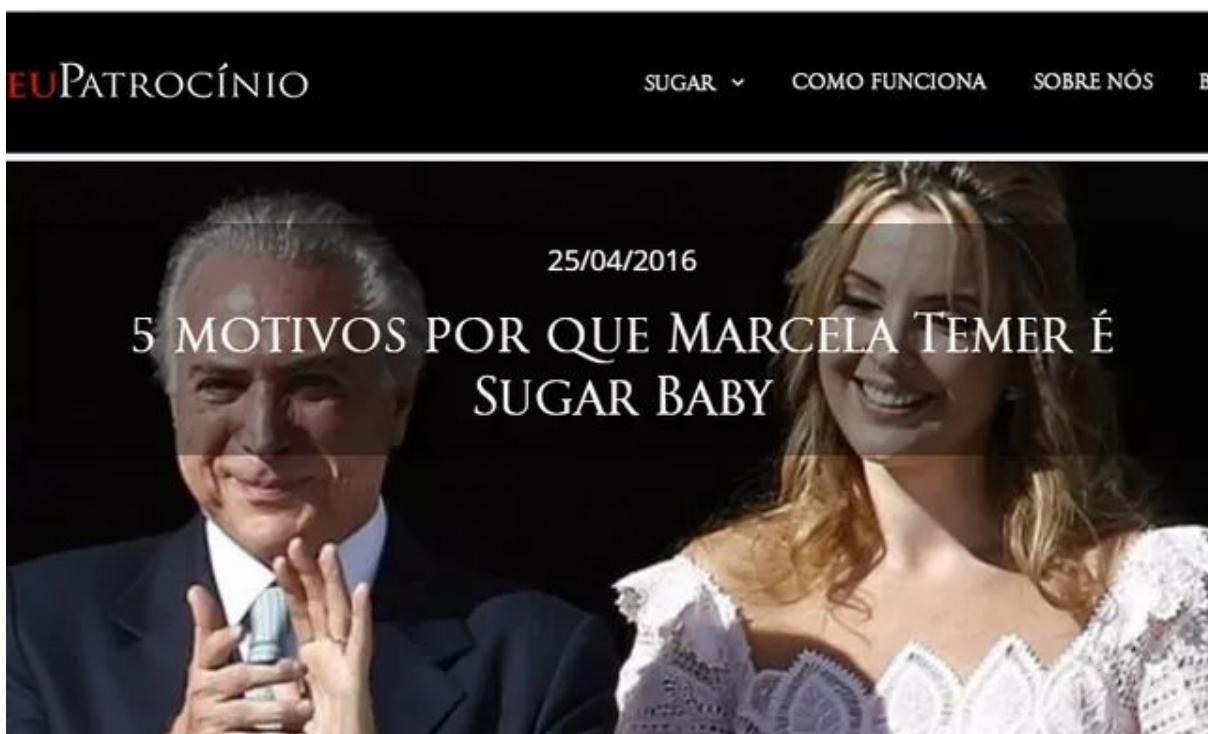 EUPATROCÍNIO
SUGAR
COMO FUNCIONA
SOBRE NÓS
25/04/2016
5 MOTIVOS POR QUE MARCELA TEMER É
SUGAR BABY